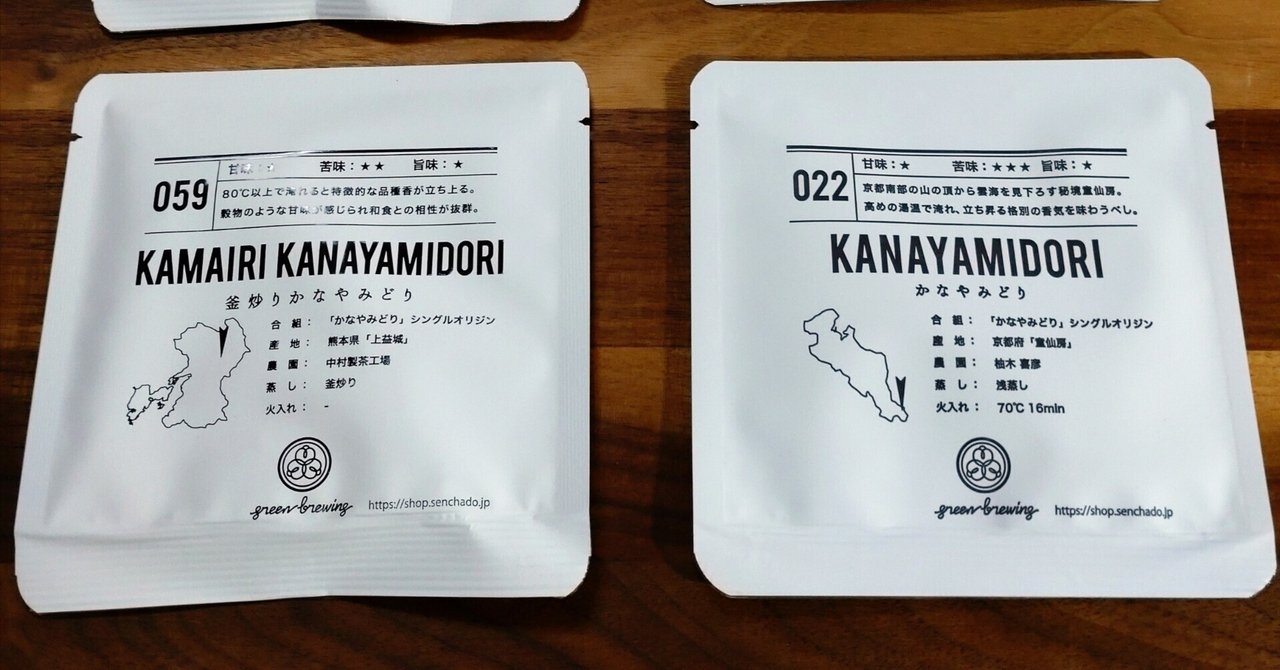 059
甘味：★
苦味：★★
旨味：★
80℃以上で淹れると特徴的な品種香が立ち上る。
穀物のような甘味が感じられ和食との相性が抜群。
KAMAIRI KANAYAMIDORI
釜炒りかなやみどり
合組：「かなやみどり」シングルオリジン
産地：熊本県「上益城」
農園：中村製茶工場
蒸し：釜炒り
火入れ：-
green brewing
https://shop.senchado.jp
022
甘味：★
苦味：★★★
旨味：★
京都南部の山の頂から雲海を見下ろす秘境童仙房。
高めの湯温で淹れ、立ち昇る格別の香気を味わうべし。
KANAYAMIDORI
かなやみどり
合組：「かなやみどり」シングルオリジン
産地：京都府「童仙房」
農園：柚木 喜彦
蒸し：浅蒸し
火入れ：70℃ 16min
green brewing
https://shop.senchado.jp